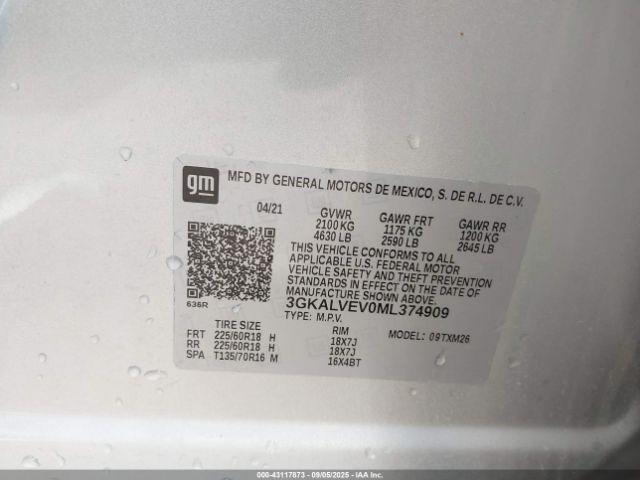 gm MFD BY GENERAL MOTORS DE MEXICO, S. DE R.L. DE C.V.
04/21 GVWR GAWR FRT GAWR RR
2100 KG 1175 KG 1200 KG
4630 LB 2590 LB 2645 LB
THIS VEHICLE CONFORMS TO ALL
APPLICABLE U.S. FEDERAL MOTOR
VEHICLE SAFETY AND THEFT PREVENTION
STANDARDS IN EFFECT ON THE DATE OF
MANUFACTURE SHOWN ABOVE.
636R 3GKALVEV0ML374909
TYPE: M.P.V.
TIRE SIZE RIM MODEL: 09TXM26
FRT 225/60R18 H 18X7J
RR 225/60R18 H 18X7J
SPA T135/70R16 M 16X4BT
000-43117873 09/05/2025 IAAI.com